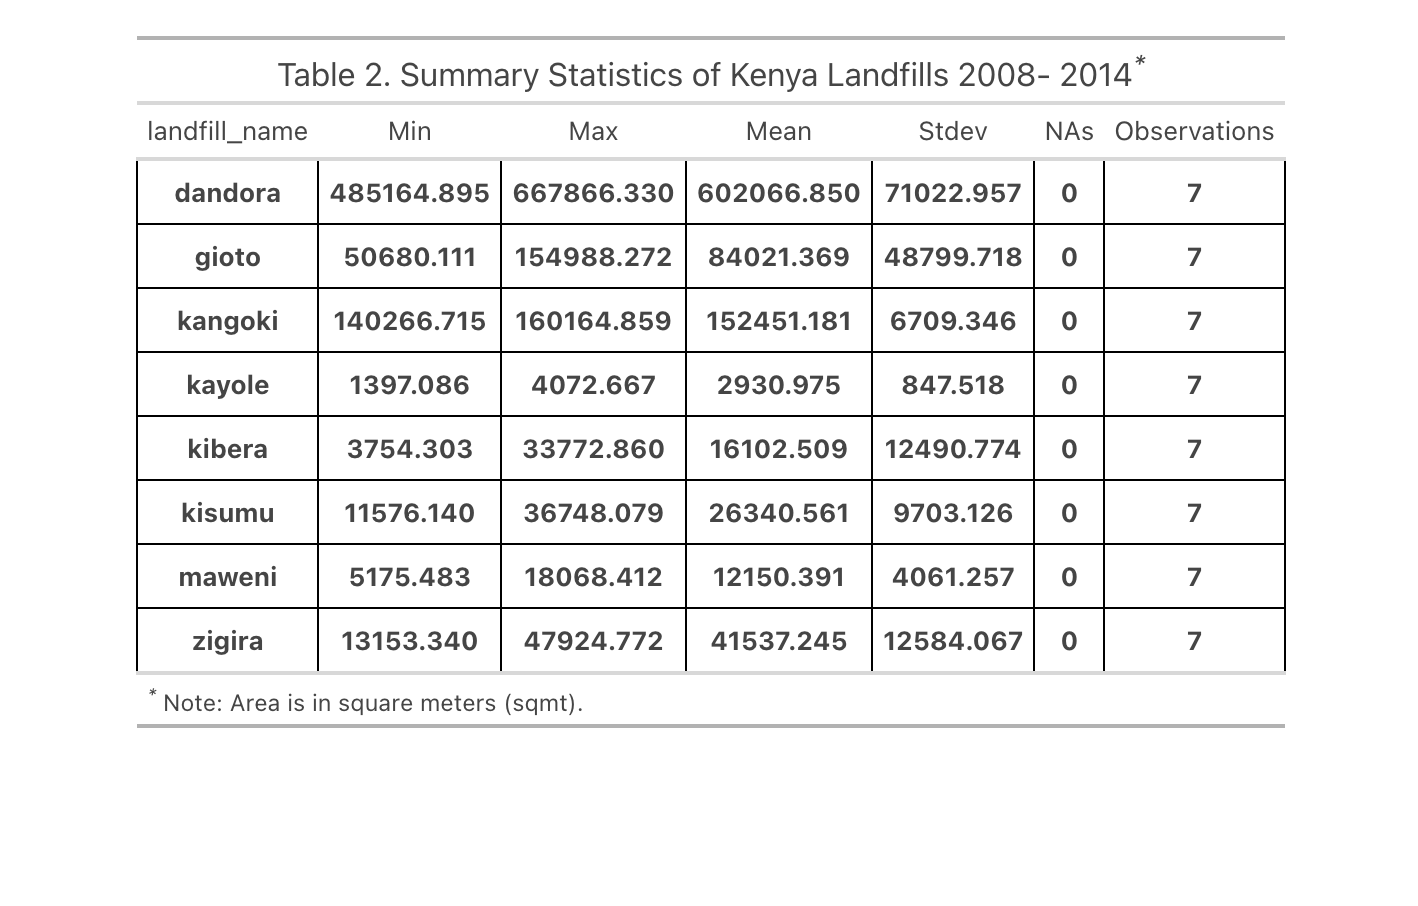 Table 2. Summary Statistics of Kenya Landfills 2008- 2014*
landfill_name Min Max Mean Stdev NAs Observations
dandora 485164.895 667866.330 602066.850 71022.957 0 7
gioto 50680.111 154988.272 84021.369 48799.718 0 7
kangoki 140266.715 160164.859 152451.181 6709.346 0 7
kayole 1397.086 4072.667 2930.975 847.518 0 7
kibera 3754.303 33772.860 16102.509 12490.774 0 7
kisumu 11576.140 36748.079 26340.561 9703.126 0 7
maweni 5175.483 18068.412 12150.391 4061.257 0 7
zigira 13153.340 47924.772 41537.245 12584.067 0 7
* Note: Area is in square meters (sqmt).